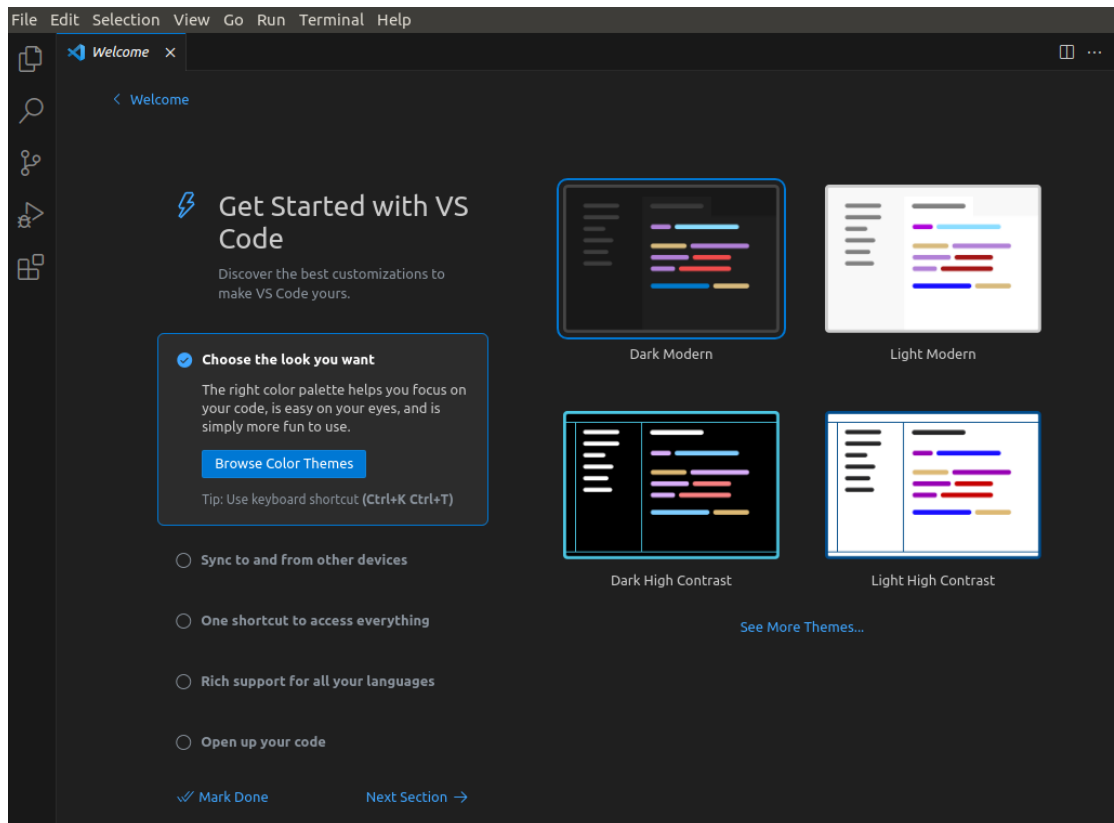 File Edit Selection View Go Run Terminal Help
Welcome
Welcome
Get Started with VS
Code
Discover the best customizations to
make VS Code yours.
Choose the look you want
The right color palette helps you focus on
your code, is easy on your eyes, and is
simply more fun to use.
Browse Color Themes
Tip: Use keyboard shortcut (Ctrl+K Ctrl+T)
Sync to and from other devices
One shortcut to access everything
Rich support for all your languages
Open up your code
Mark Done
Next Section
Dark Modern
Light Modern
Dark High Contrast
Light High Contrast
See More Themes...